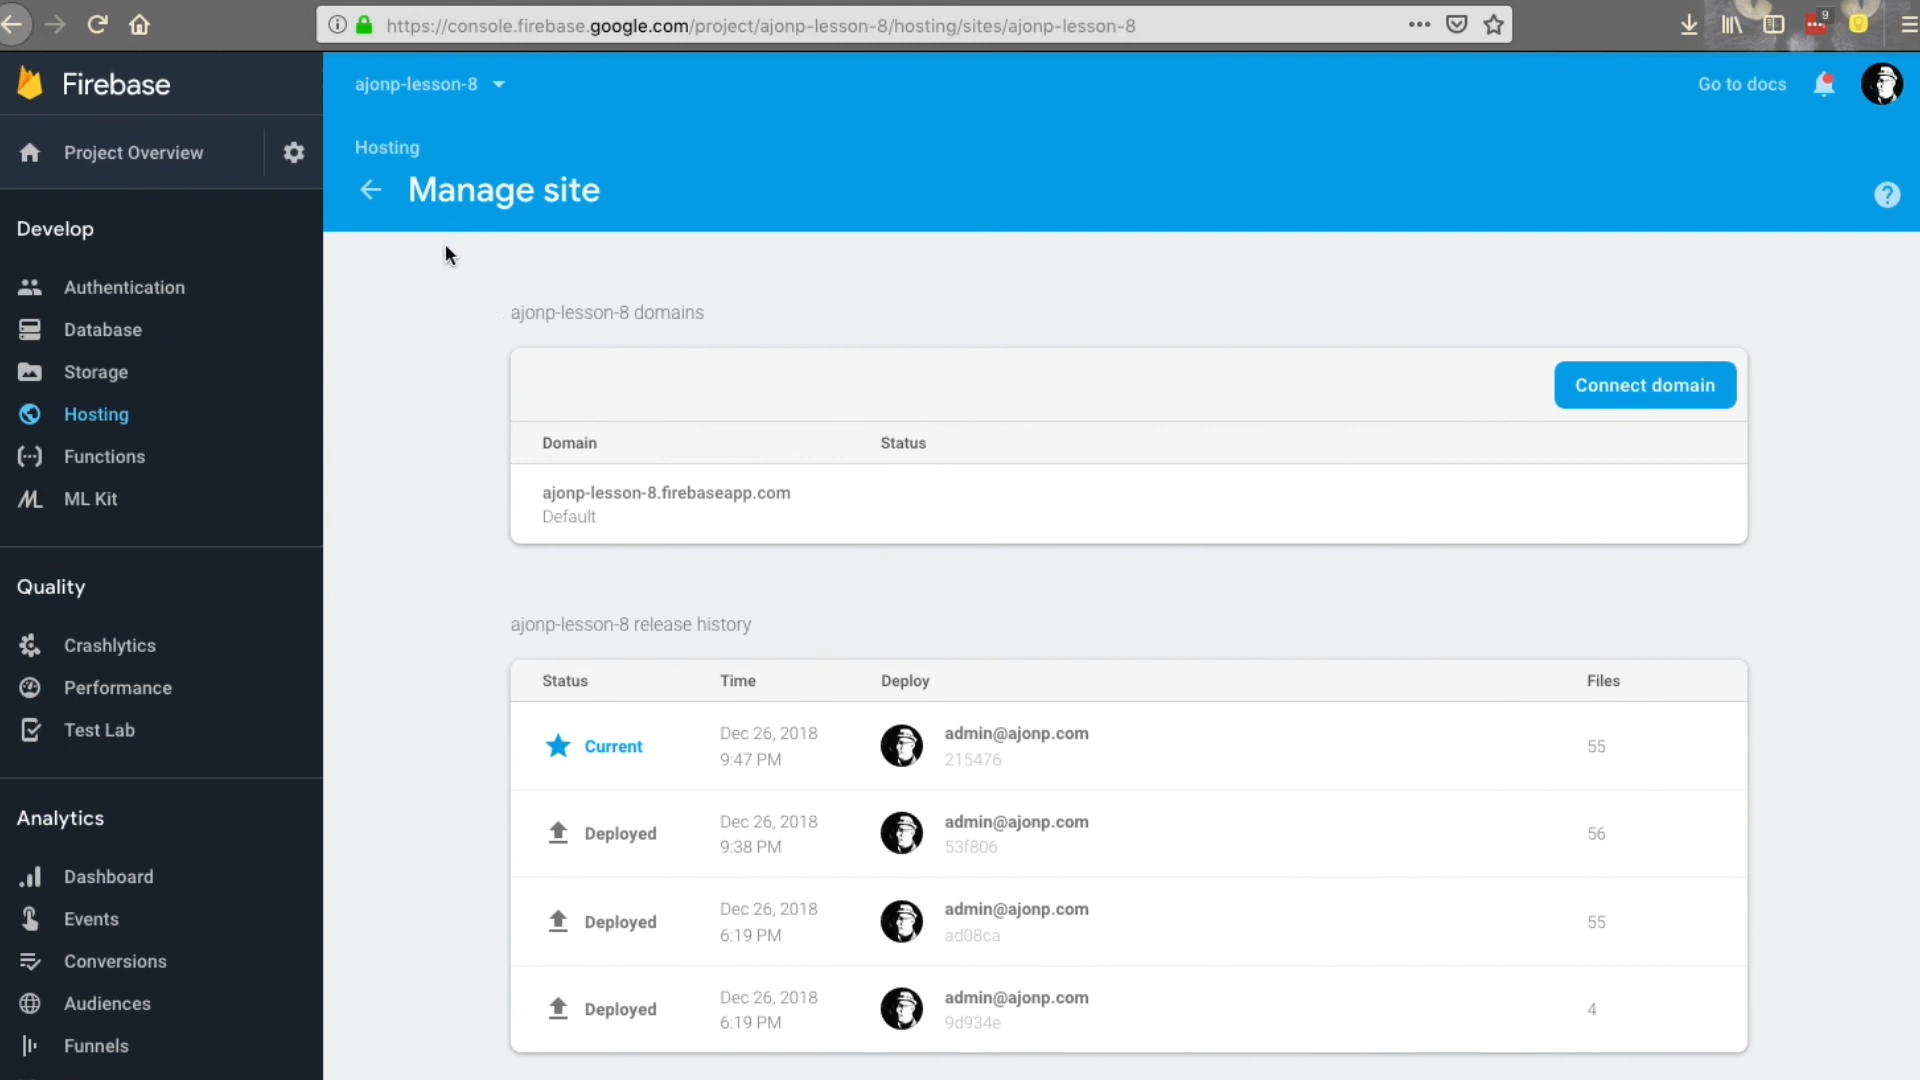 https://console.firebase.google.com/project/ajonp-lesson-8/hosting/sites/ajonp-lesson-8
9
Firebase
ajonp-lesson-8
Go to docs
Project Overview
Hosting
Manage site
?
Develop
Authentication
Database
Storage
Hosting
Functions
ML Kit
Quality
Crashlytics
Performance
Test Lab
Analytics
Dashboard
Events
Conversions
Audiences
Funnels
ajonp-lesson-8 domains
Connect domain
Domain Status
ajonp-lesson-8.firebaseapp.com
Default
ajonp-lesson-8 release history
Status Time Deploy Files
Current Dec 26, 2018 9:47 PM admin@ajonp.com 215476 55
Deployed Dec 26, 2018 9:38 PM admin@ajonp.com 53f806 56
Deployed Dec 26, 2018 6:19 PM admin@ajonp.com ad08ca 55
Deployed Dec 26, 2018 6:19 PM admin@ajonp.com 9d934e 4